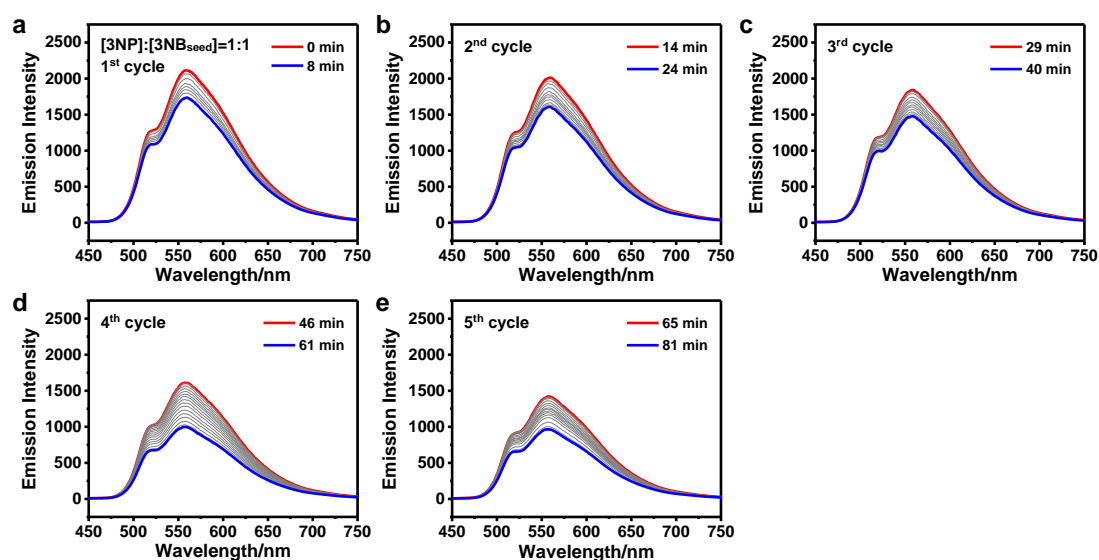 a
[3NP]:[3NBseed]=1:1
1st cycle
0 min
8 min
2500
2000
1500
1000
500
0
Emission Intensity
450 500 550 600 650 700 750
Wavelength/nm
b
2nd cycle
14 min
24 min
2500
2000
1500
1000
500
0
Emission Intensity
450 500 550 600 650 700 750
Wavelength/nm
c
3rd cycle
29 min
40 min
2500
2000
1500
1000
500
0
Emission Intensity
450 500 550 600 650 700 750
Wavelength/nm
d
4th cycle
46 min
61 min
2500
2000
1500
1000
500
0
Emission Intensity
450 500 550 600 650 700 750
Wavelength/nm
e
5th cycle
65 min
81 min
2500
2000
1500
1000
500
0
Emission Intensity
450 500 550 600 650 700 750
Wavelength/nm